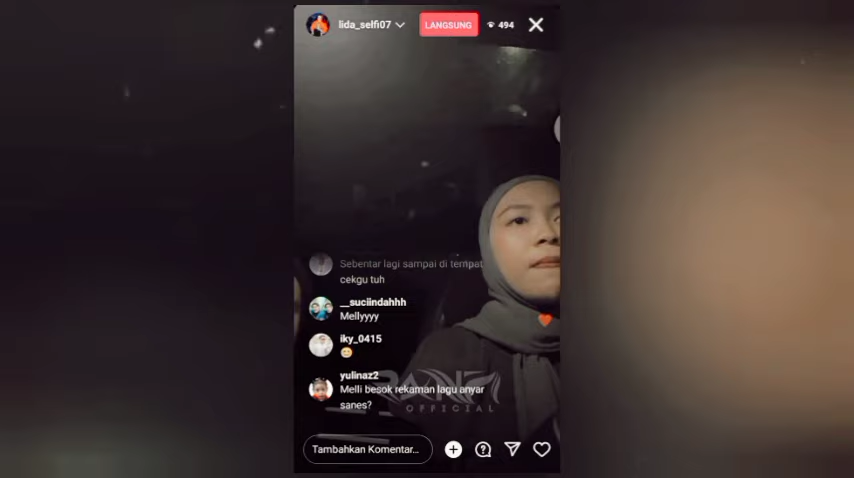 lida_selfi07
LANGSUNG
494
Sebentar lagi sampai di tempat
cekgu tuh
__suciindahhh
Mellyyyy
iky_0415
yulinaz2
Melli besok rekaman lagu anyar
sanes?
OFFICIAL
Tambahkan Komentar...